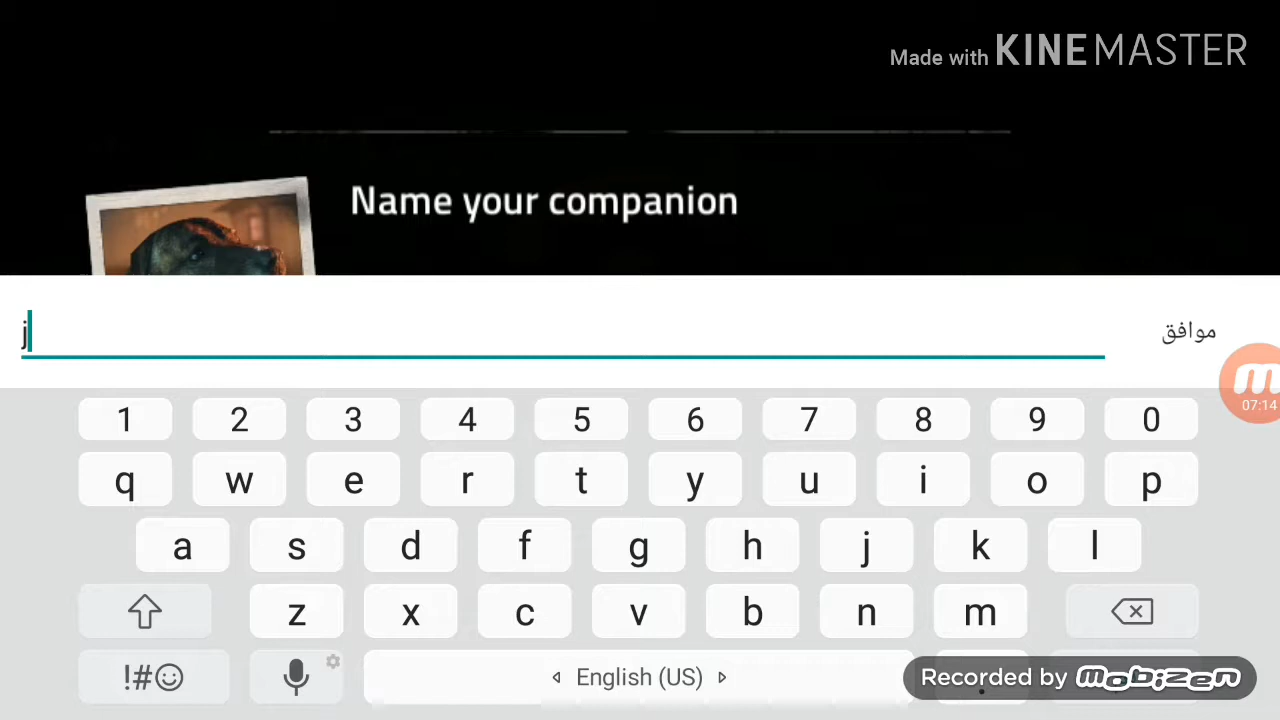 Made with KINEMASTER
Name your companion
j
موافق
07:14
1 2 3 4 5 6 7 8 9 0
q w e r t y u i o p
a s d f g h j k l
z x c v b n m
!#☺ English (US) .
Recorded by mobizen